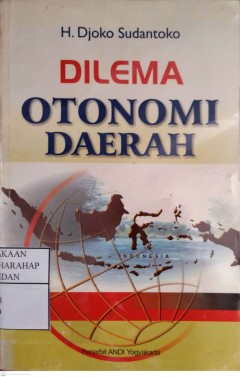 H. Djoko Sudantoko
DILEMA
OTONOMI
DAERAH
INDONESIA
AKAAN
HARAHAP
DAN
Penerbit ANDI Yogyakarta